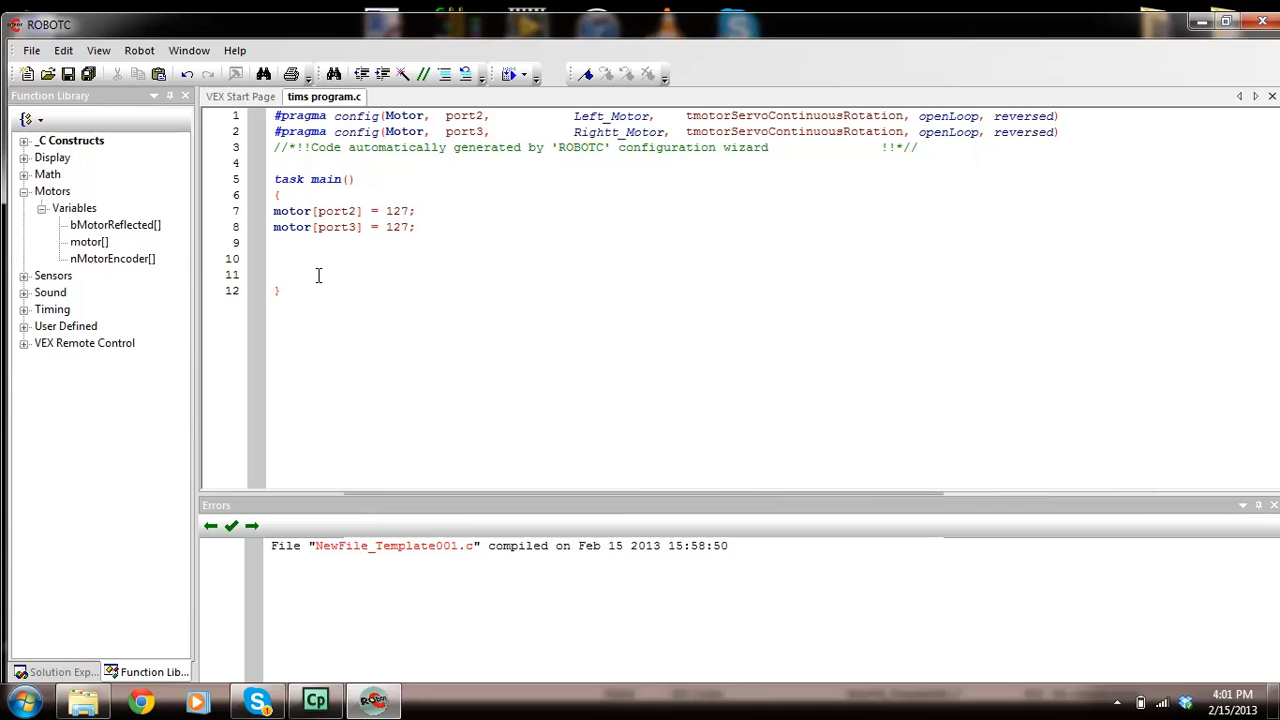 ROBOTC
File Edit View Robot Window Help
Function Library
VEX Start Page tims program.c
_C Constructs
Display
Math
Motors
Variables
bMotorReflected[]
motor[]
nMotorEncoder[]
Sensors
Sound
Timing
User Defined
VEX Remote Control
1 #pragma config(Motor, port2, Left_Motor, tmotorServoContinuousRotation, openLoop, reversed)
2 #pragma config(Motor, port3, Rightt_Motor, tmotorServoContinuousRotation, openLoop, reversed)
3 //*!!Code automatically generated by 'ROBOTC' configuration wizard !!*//
4
5 task main()
6 {
7 motor[port2] = 127;
8 motor[port3] = 127;
9
10
11
12 }
Errors
File "NewFile_Template001.c" compiled on Feb 15 2013 15:58:50
Solution Exp... Function Lib...
4:01 PM
2/15/2013